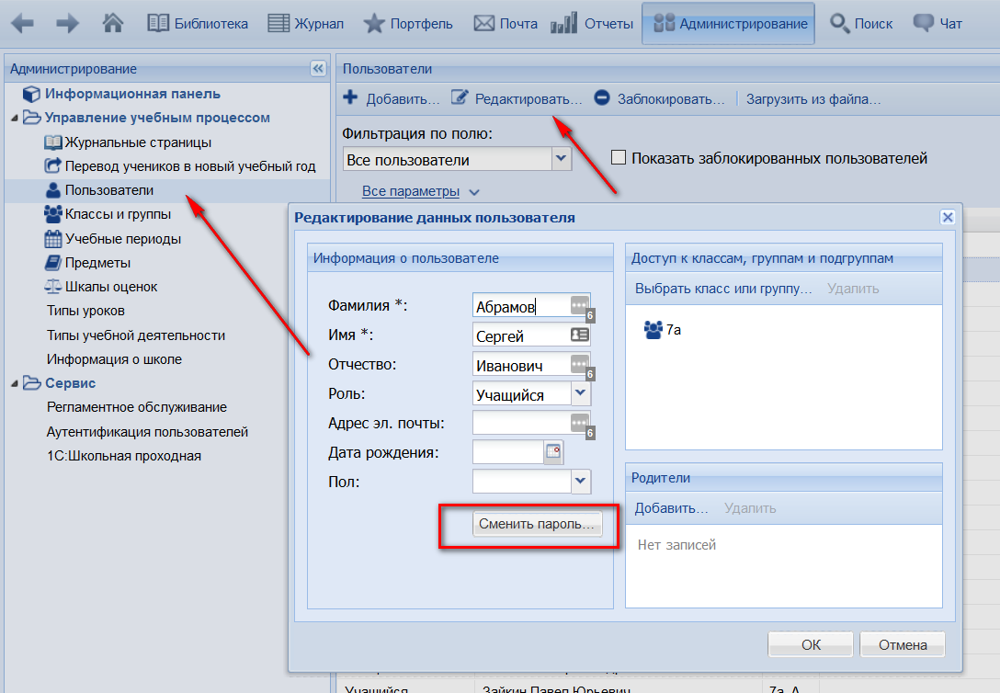 Библиотека Журнал Портфель Почта Отчеты Администрирование Поиск Чат
Администрирование
Информационная панель
Управление учебным процессом
Журнальные страницы
Перевод учеников в новый учебный год
Пользователи
Классы и группы
Учебные периоды
Предметы
Шкалы оценок
Типы уроков
Типы учебной деятельности
Информация о школе
Сервис
Регламентное обслуживание
Аутентификация пользователей
1С:Школьная проходная
Пользователи
Добавить... Редактировать... Заблокировать... Загрузить из файла...
Фильтрация по полю:
Все пользователи
Показать заблокированных пользователей
Все параметры
Редактирование данных пользователя
Информация о пользователе
Фамилия *: Абрамов 6
Имя *: Сергей
Отчество: Иванович 6
Роль: Учащийся
Адрес эл. почты: 6
Дата рождения:
Пол:
Сменить пароль...
Доступ к классам, группам и подгруппам
Выбрать класс или группу... Удалить
7а
Родители
Добавить... Удалить
Нет записей
ОК Отмена
Учащийся Зайкин Павел Юрьевич 7а, А